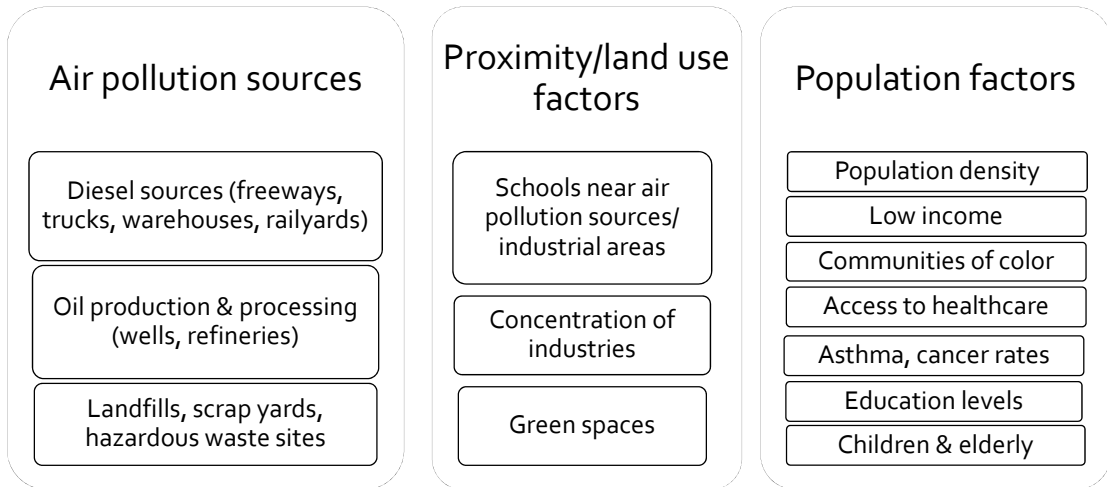 Air pollution sources
Diesel sources (freeways,
trucks, warehouses, railyards)
Oil production & processing
(wells, refineries)
Landfills, scrap yards,
hazardous waste sites
Proximity/land use
factors
Schools near air
pollution sources/
industrial areas
Concentration of
industries
Green spaces
Population factors
Population density
Low income
Communities of color
Access to healthcare
Asthma, cancer rates
Education levels
Children & elderly